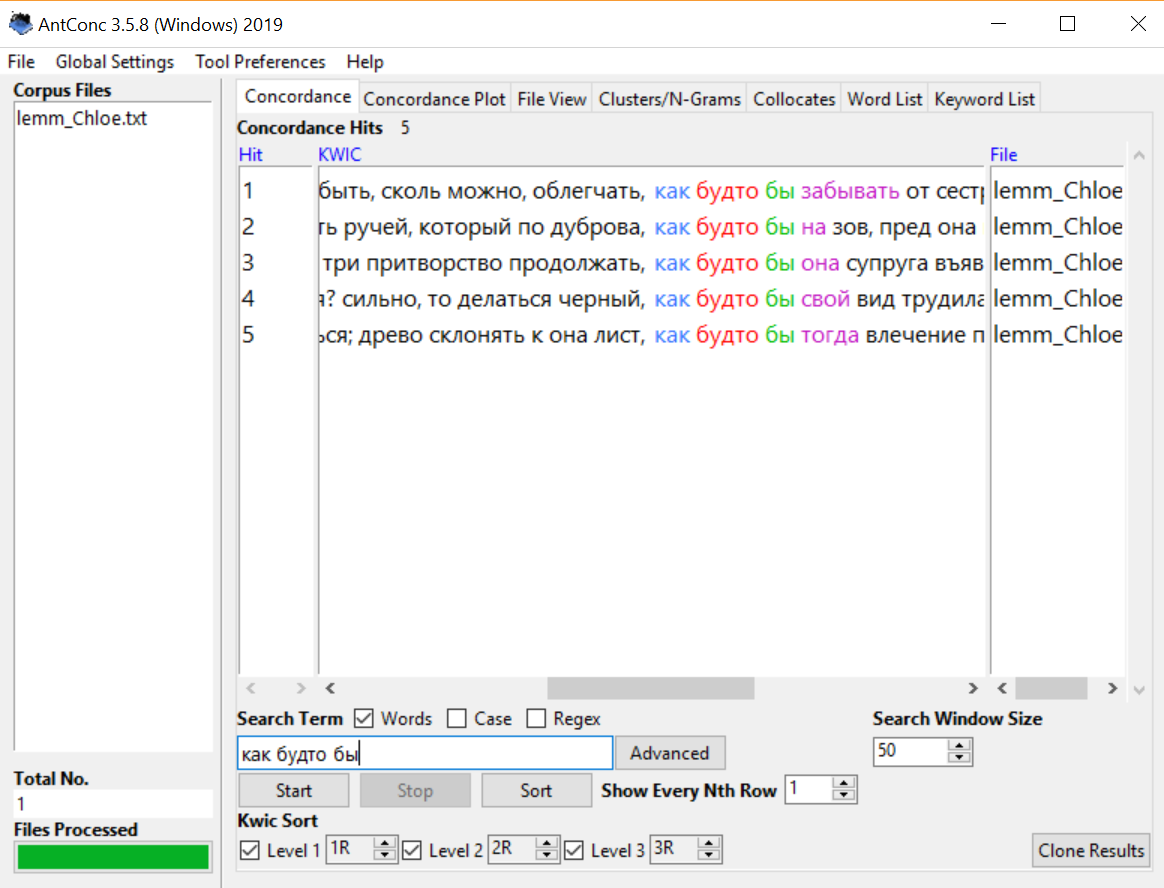 AntConc 3.5.8 (Windows) 2019
File Global Settings Tool Preferences Help
Corpus Files
lemm_Chloe.txt
Concordance Concordance Plot File View Clusters/N-Grams Collocates Word List Keyword List
Concordance Hits 5
Hit KWIC File
1 быть, сколь можно, облегчать, как будто бы забывать от lemm_Chloe
2 ручей, который по дуброва, как будто бы на зов, пред она lemm_Chloe
3 три притворство продолжать, как будто бы она супруга въяв lemm_Chloe
4 сильно, то делаться черный, как будто бы свой вид lemm_Chloe
5 древо склонять к она лист, как будто бы тогда влечение lemm_Chloe
Search Term Words Case Regex Search Window Size
как будто бы Advanced 50
Start Stop Sort Show Every Nth Row 1
Total No.
1
Files Processed
Kwic Sort
Level 1 1R Level 2 2R Level 3 3R Clone Results